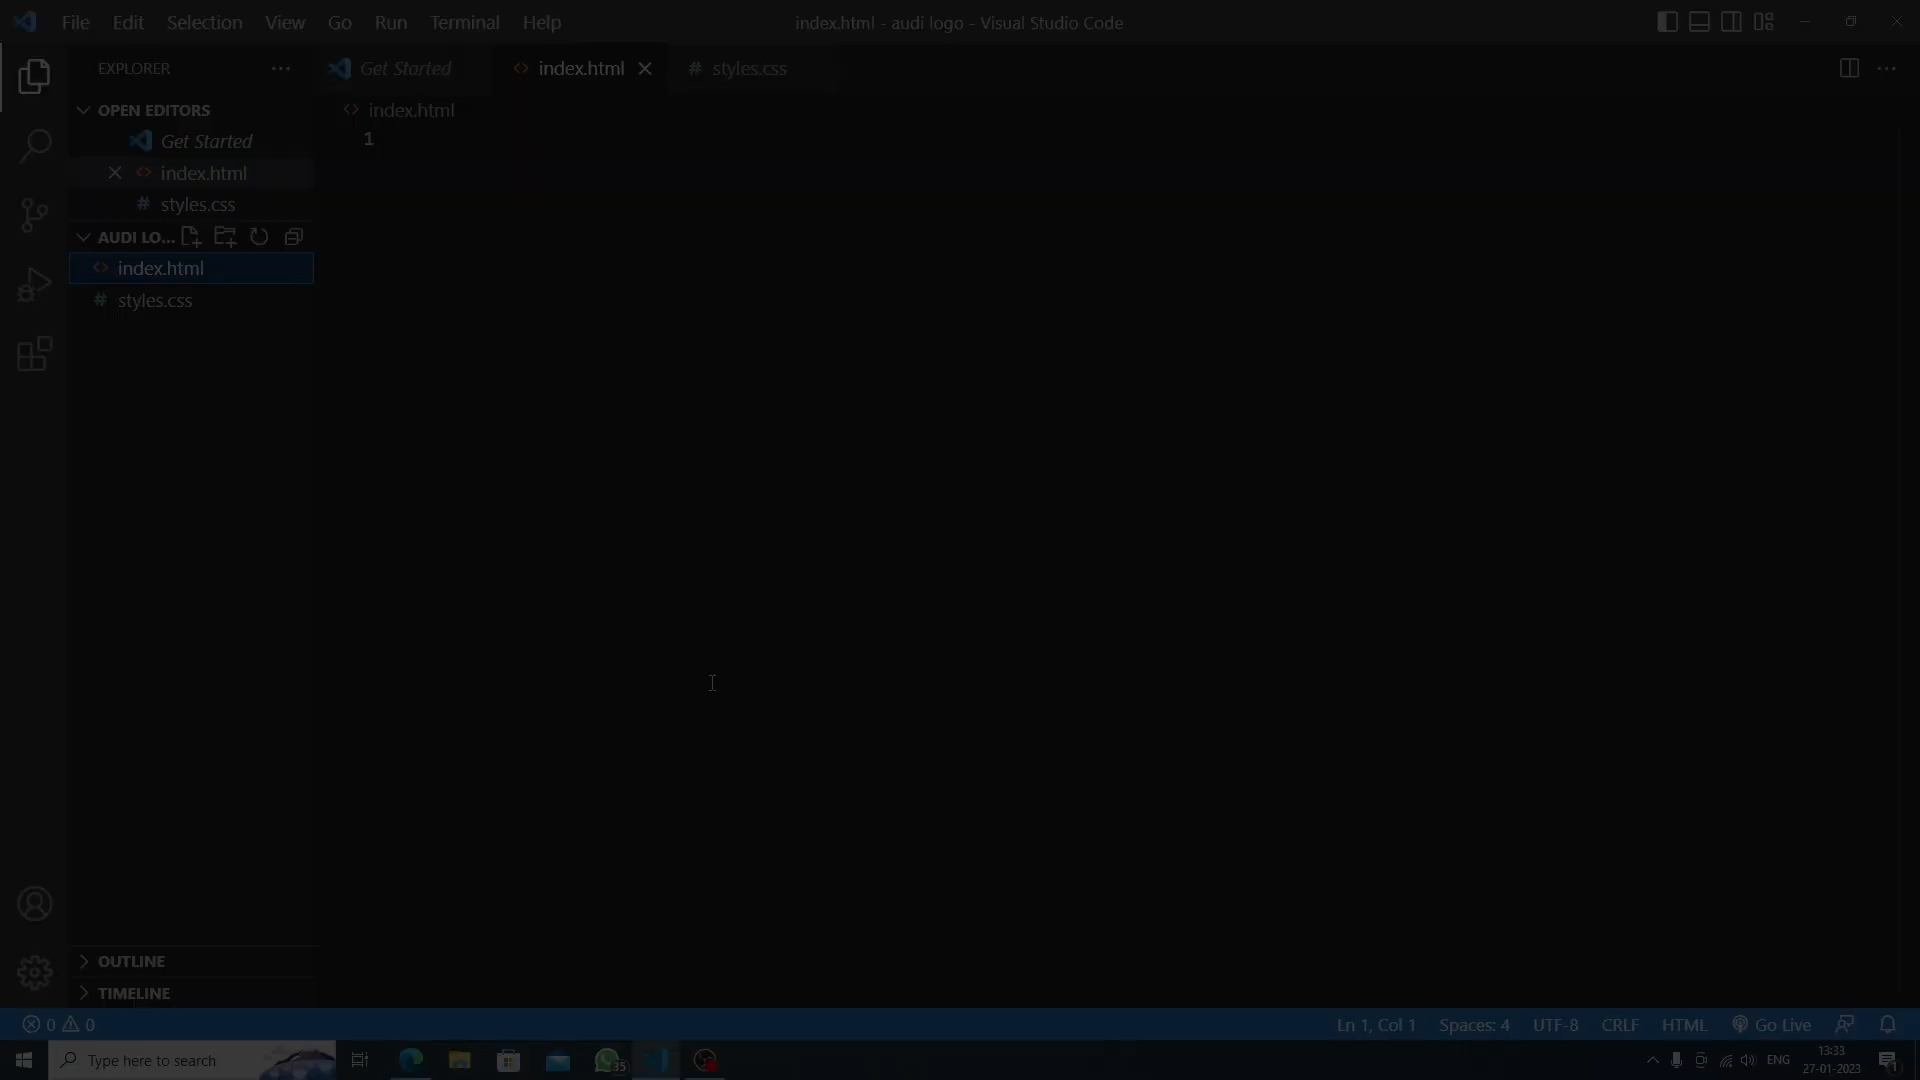 File Edit Selection View Go Run Terminal Help
index.html - audi logo - Visual Studio Code
EXPLORER
Get Started
index.html
styles.css
OPEN EDITORS
Get Started
index.html
styles.css
AUDI LO...
index.html
styles.css
index.html
1
OUTLINE
TIMELINE
0 0
Ln 1, Col 1 Spaces: 4 UTF-8 CRLF HTML Go Live
Type here to search
35
ENG
13:33
27-01-2023
1